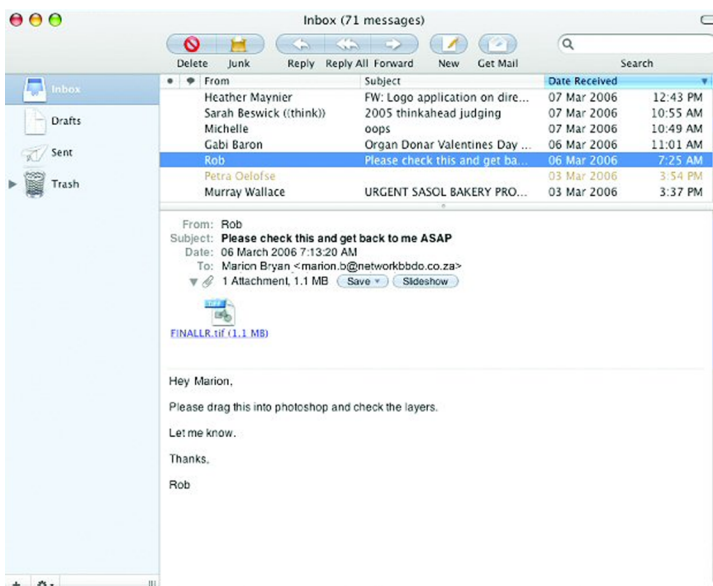 Inbox (71 messages)
Delete Junk Reply Reply All Forward New Get Mail Search
From Subject Date Received
Inbox
Drafts
Sent
Trash
Heather Maynier FW: Logo application on dire... 07 Mar 2006 12:43 PM
Sarah Beswick ((think)) 2005 thinkahead judging 07 Mar 2006 10:55 AM
Michelle oops 07 Mar 2006 10:49 AM
Gabi Baron Organ Donar Valentines Day ... 06 Mar 2006 11:01 AM
Rob Please check this and get ba... 06 Mar 2006 7:25 AM
Petra Oelofse 03 Mar 2006 3:54 PM
Murray Wallace URGENT SASOL BAKERY PRO... 03 Mar 2006 3:37 PM
From: Rob
Subject: Please check this and get back to me ASAP
Date: 06 March 2006 7:13:20 AM
To: Marion Bryan <marion.b@networkbbdo.co.za>
1 Attachment, 1.1 MB Save Slideshow
TIFF
FINALLR.tif (1.1 MB)
Hey Marion,
Please drag this into photoshop and check the layers.
Let me know.
Thanks,
Rob